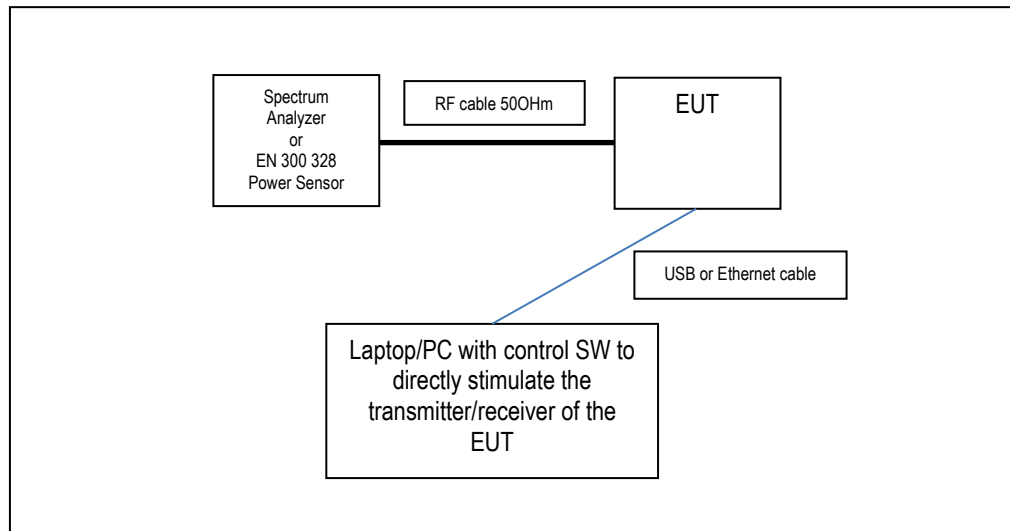 Spectrum
Analyzer
or
EN 300 328
Power Sensor
RF cable 50OHm
EUT
USB or Ethernet cable
Laptop/PC with control SW to
directly stimulate the
transmitter/receiver of the
EUT